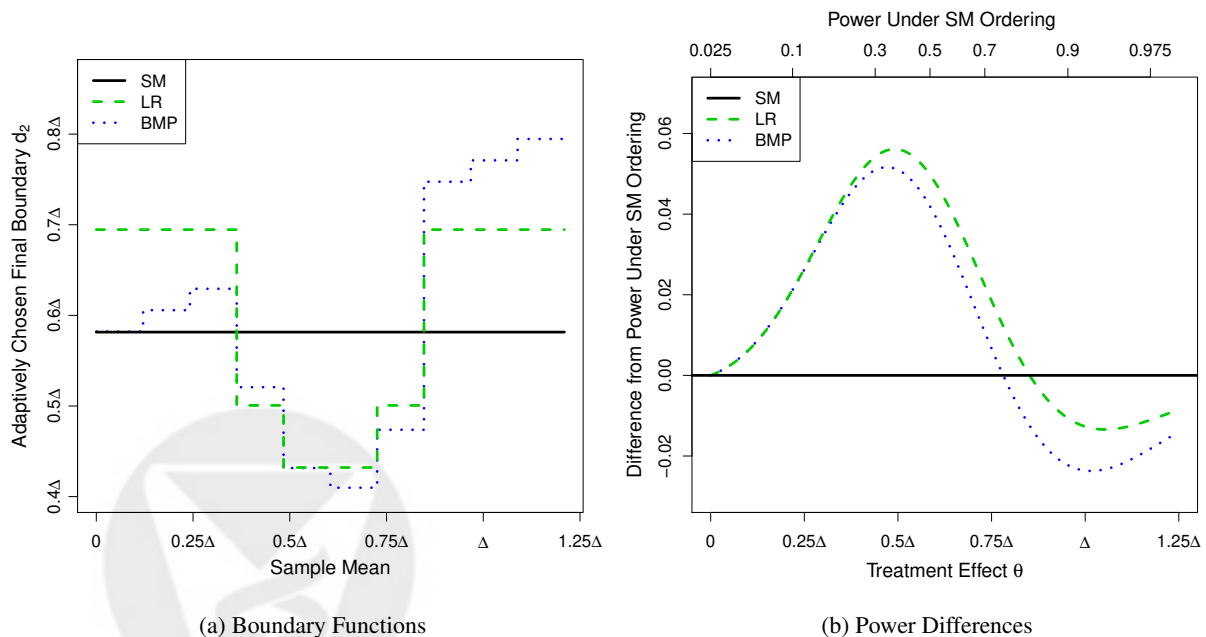 SM
LR
BMP
Adaptively Chosen Final Boundary d₂
0.4Δ
0.5Δ
0.6Δ
0.7Δ
0.8Δ
0 0.25Δ 0.5Δ 0.75Δ Δ 1.25Δ
Sample Mean
(a) Boundary Functions
Power Under SM Ordering
0.025 0.1 0.3 0.5 0.7 0.9 0.975
SM
LR
BMP
Difference from Power Under SM Ordering
−0.02
0.00
0.02
0.04
0.06
0 0.25Δ 0.5Δ 0.75Δ Δ 1.25Δ
Treatment Effect θ
(b) Power Differences